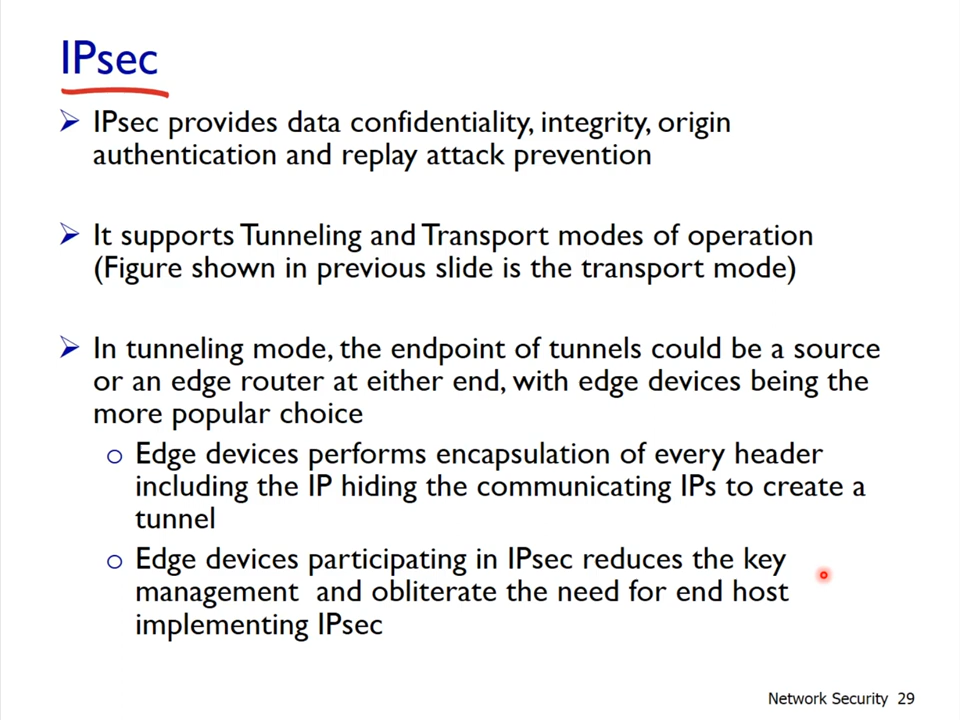 IPsec
IPsec provides data confidentiality, integrity, origin
authentication and replay attack prevention
It supports Tunneling and Transport modes of operation
(Figure shown in previous slide is the transport mode)
In tunneling mode, the endpoint of tunnels could be a source
or an edge router at either end, with edge devices being the
more popular choice
Edge devices performs encapsulation of every header
including the IP hiding the communicating IPs to create a
tunnel
Edge devices participating in IPsec reduces the key
management and obliterate the need for end host
implementing IPsec
Network Security 29